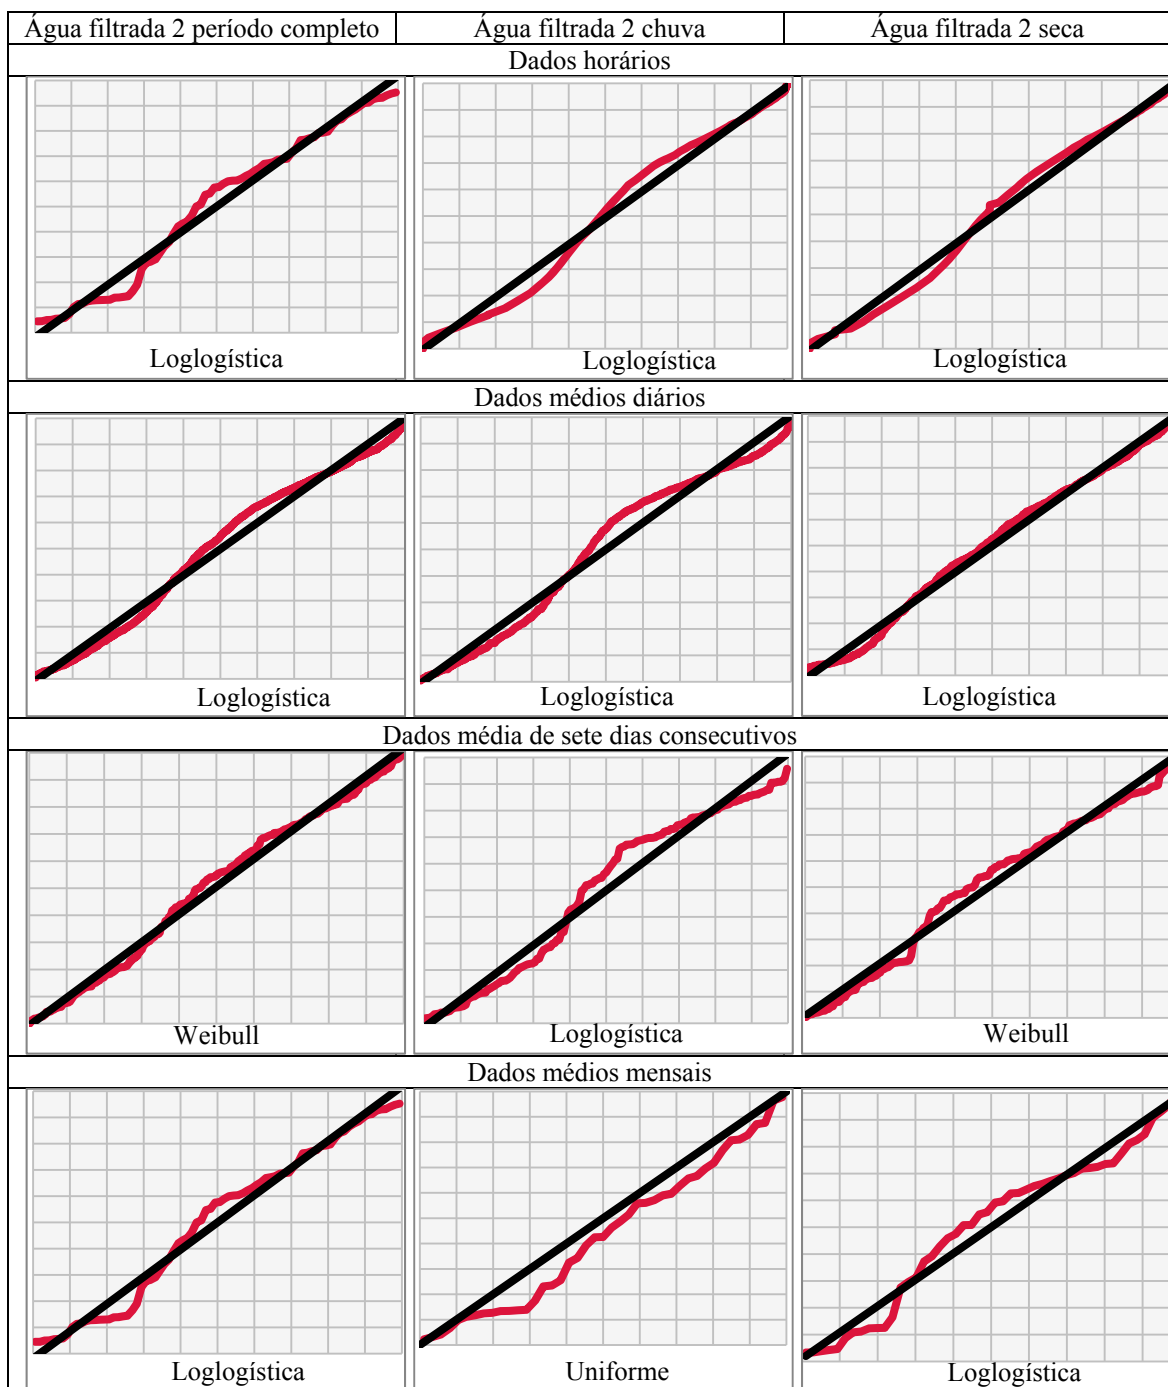 Água filtrada 2 período completo Água filtrada 2 chuva Água filtrada 2 seca
Dados horários
Loglogística Loglogística Loglogística
Dados médios diários
Loglogística Loglogística Loglogística
Dados média de sete dias consecutivos
Weibull Loglogística Weibull
Dados médios mensais
Loglogística Uniforme Loglogística